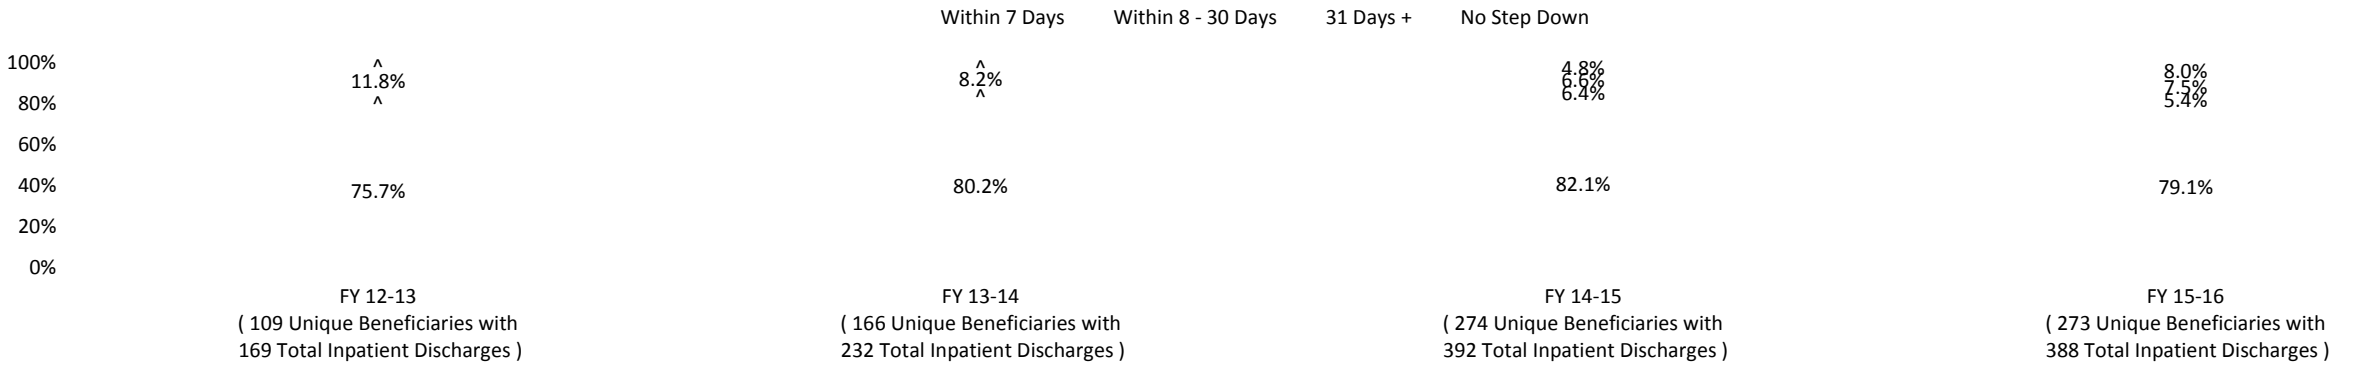 Within 7 Days Within 8 - 30 Days 31 Days + No Step Down
100% ^ ^ 4.8% 8.0%
11.8% 8.2% 6.6% 7.5%
80% ^ ^ 6.4% 5.4%
60%
40% 75.7% 80.2% 82.1% 79.1%
20%
0%
FY 12-13 FY 13-14 FY 14-15 FY 15-16
( 109 Unique Beneficiaries with ( 166 Unique Beneficiaries with ( 274 Unique Beneficiaries with ( 273 Unique Beneficiaries with
169 Total Inpatient Discharges ) 232 Total Inpatient Discharges ) 392 Total Inpatient Discharges ) 388 Total Inpatient Discharges )